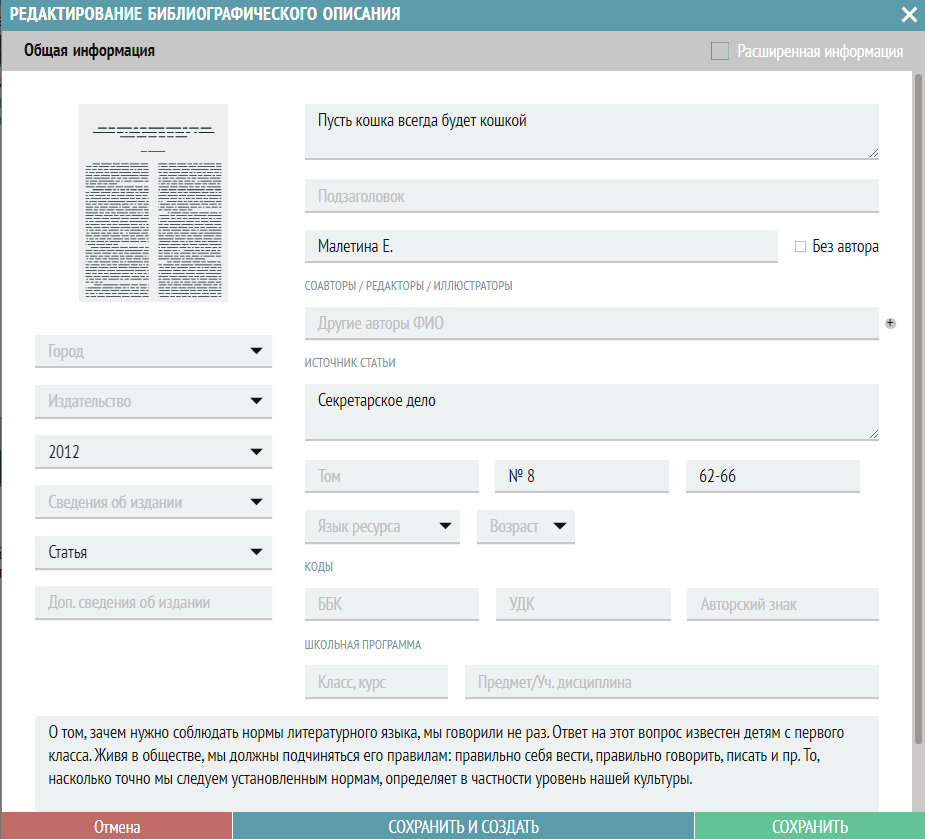 РЕДАКТИРОВАНИЕ БИБЛИОГРАФИЧЕСКОГО ОПИСАНИЯ
Общая информация
Расширенная информация
Пусть кошка всегда будет кошкой
Подзаголовок
Малетина Е.
Без автора
СОАВТОРЫ / РЕДАКТОРЫ / ИЛЛЮСТРАТОРЫ
Другие авторы ФИО
ИСТОЧНИК СТАТЬИ
Секретарское дело
Город
Издательство
2012
Сведения об издании
Статья
Доп. сведения об издании
Том
№ 8
62-66
Язык ресурса
Возраст
КОДЫ
ББК
УДК
Авторский знак
ШКОЛЬНАЯ ПРОГРАММА
Класс, курс
Предмет/Уч. дисциплина
О том, зачем нужно соблюдать нормы литературного языка, мы говорили не раз. Ответ на этот вопрос известен детям с первого
класса. Живя в обществе, мы должны подчиняться его правилам: правильно себя вести, правильно говорить, писать и пр. То,
насколько точно мы следуем установленным нормам, определяет в частности уровень нашей культуры.
Отмена
СОХРАНИТЬ И СОЗДАТЬ
СОХРАНИТЬ